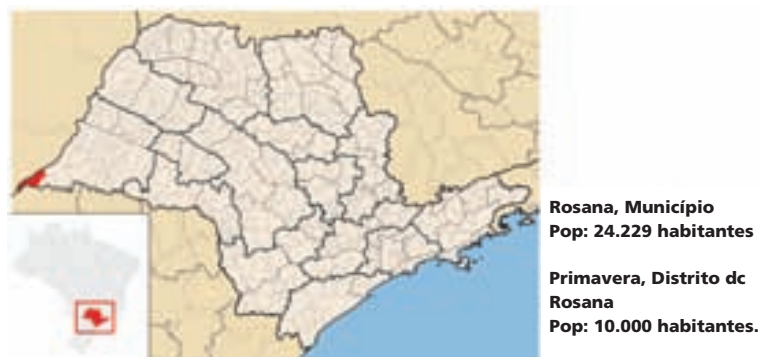 Rosana, Município
Pop: 24.229 habitantes
Primavera, Distrito dc
Rosana
Pop: 10.000 habitantes.